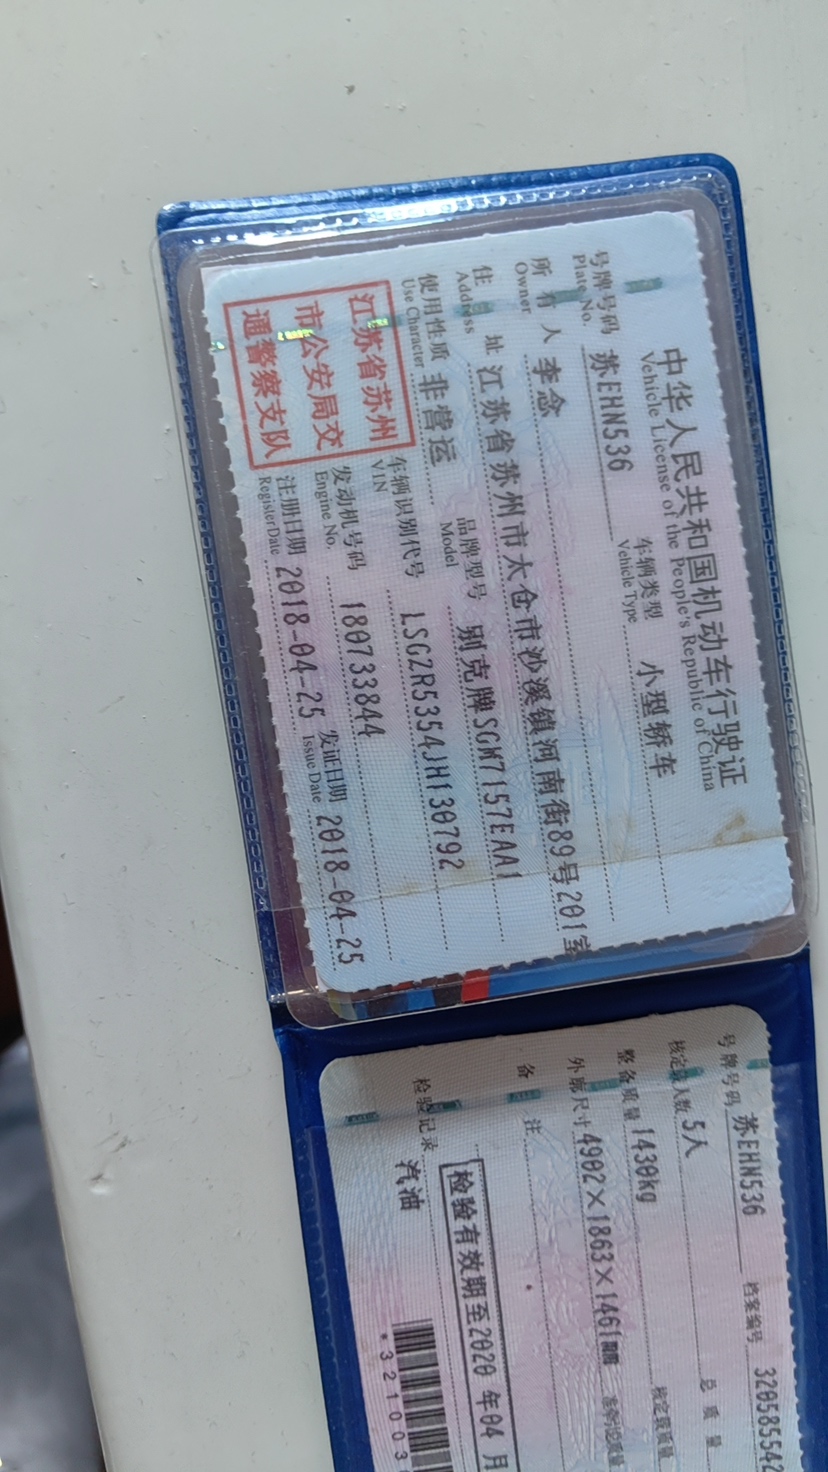 中华人民共和国机动车行驶证
Vehicle License of the People's Republic of China
号牌号码 苏EHN536 车辆类型 小型轿车
Plate No. Vehicle Type
所有人 李念
Owner
住址 江苏省苏州市太仓市沙溪镇河南街89号201室
Address
使用性质 非营运 品牌型号 别克牌SGM7157EAA1
Use Character Model
江苏省苏州
市公安局交
通警察支队
车辆识别代号 LSGZR5354JH130792
VIN
发动机号码 180733844
Engine No.
注册日期 2018-04-25 发证日期 2018-04-25
Register Date Issue Date
号牌号码 苏EHN536 档案编号 320585542
核定载人数 5人 总质量
整备质量 1430kg 核定载质量
外廓尺寸 4902×1863×1461mm
备注
检验有效期至2020年04月
检验记录 汽油
*321003